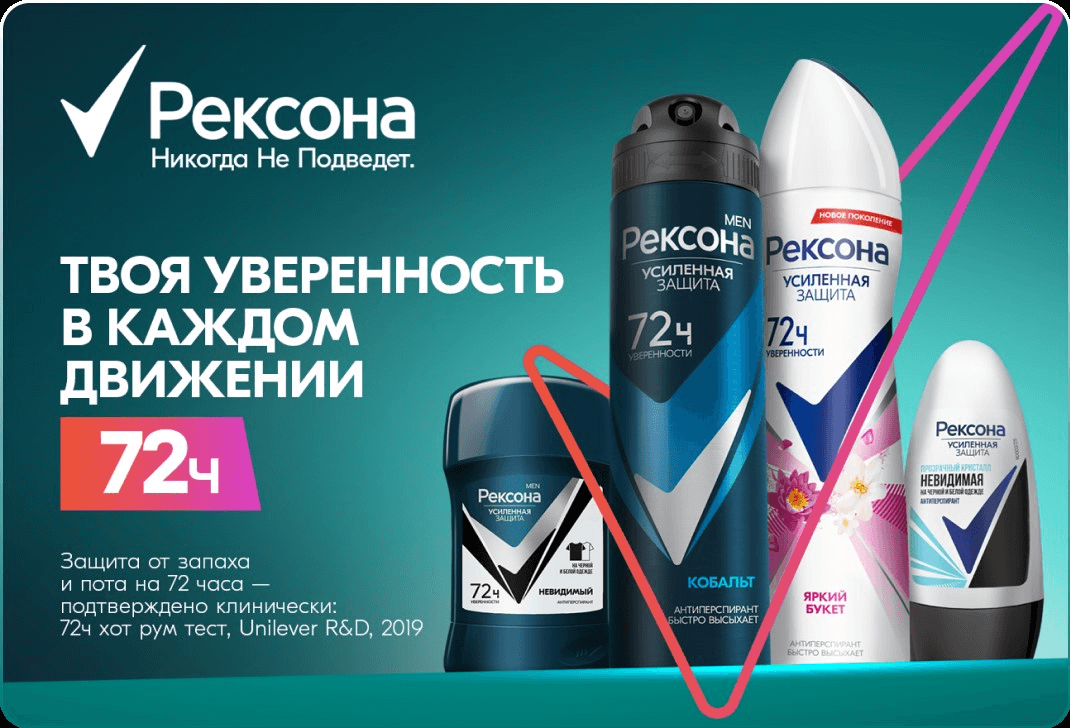 Рексона
Никогда Не Подведет.
ТВОЯ УВЕРЕННОСТЬ
В КАЖДОМ
ДВИЖЕНИИ
72ч
Защита от запаха
и пота на 72 часа —
подтверждено клинически:
72ч хот рум тест, Unilever R&D, 2019
MEN
Рексона
УСИЛЕННАЯ
ЗАЩИТА
НА ЧЕРНОЙ
И БЕЛОЙ ОДЕЖДЕ
72ч
УВЕРЕННОСТИ
НЕВИДИМЫЙ
АНТИПЕРСПИРАНТ
MEN
Рексона
УСИЛЕННАЯ
ЗАЩИТА
72ч
УВЕРЕННОСТИ
КОБАЛЬТ
АНТИПЕРСПИРАНТ
БЫСТРО ВЫСЫХАЕТ
НОВОЕ ПОКОЛЕНИЕ
Рексона
УСИЛЕННАЯ
ЗАЩИТА
72ч
УВЕРЕННОСТИ
ЯРКИЙ
БУКЕТ
АНТИПЕРСПИРАНТ
БЫСТРО ВЫСЫХАЕТ
Рексона
УСИЛЕННАЯ
ЗАЩИТА
ПРОЗРАЧНЫЙ КРИСТАЛЛ
НЕВИДИМАЯ
НА ЧЕРНОЙ И БЕЛОЙ ОДЕЖДЕ
АНТИПЕРСПИРАНТ